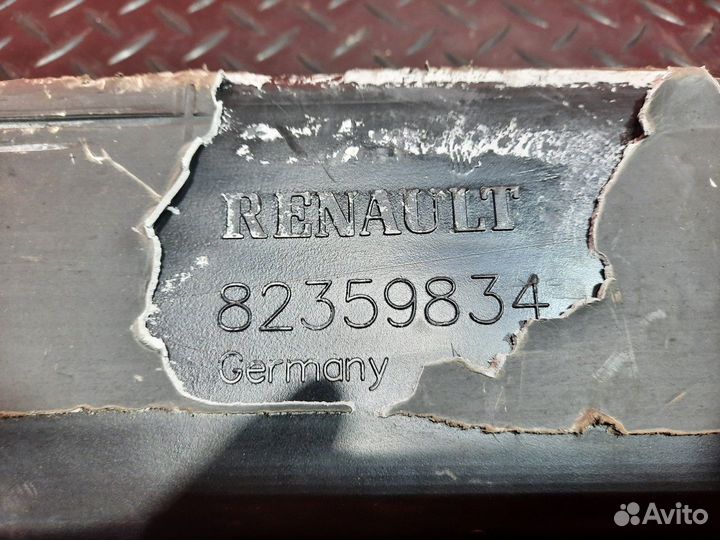 RENAULT
82359834
Germany
Avito